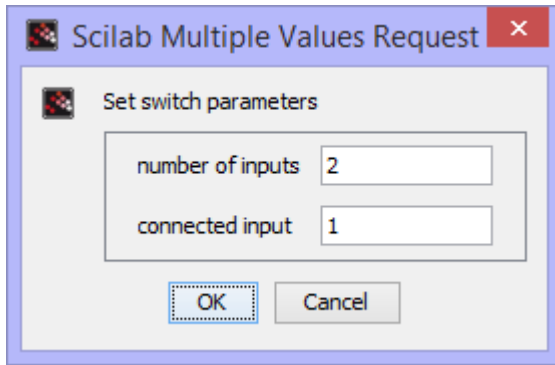 Scilab Multiple Values Request
Set switch parameters
number of inputs 2
connected input 1
OK Cancel